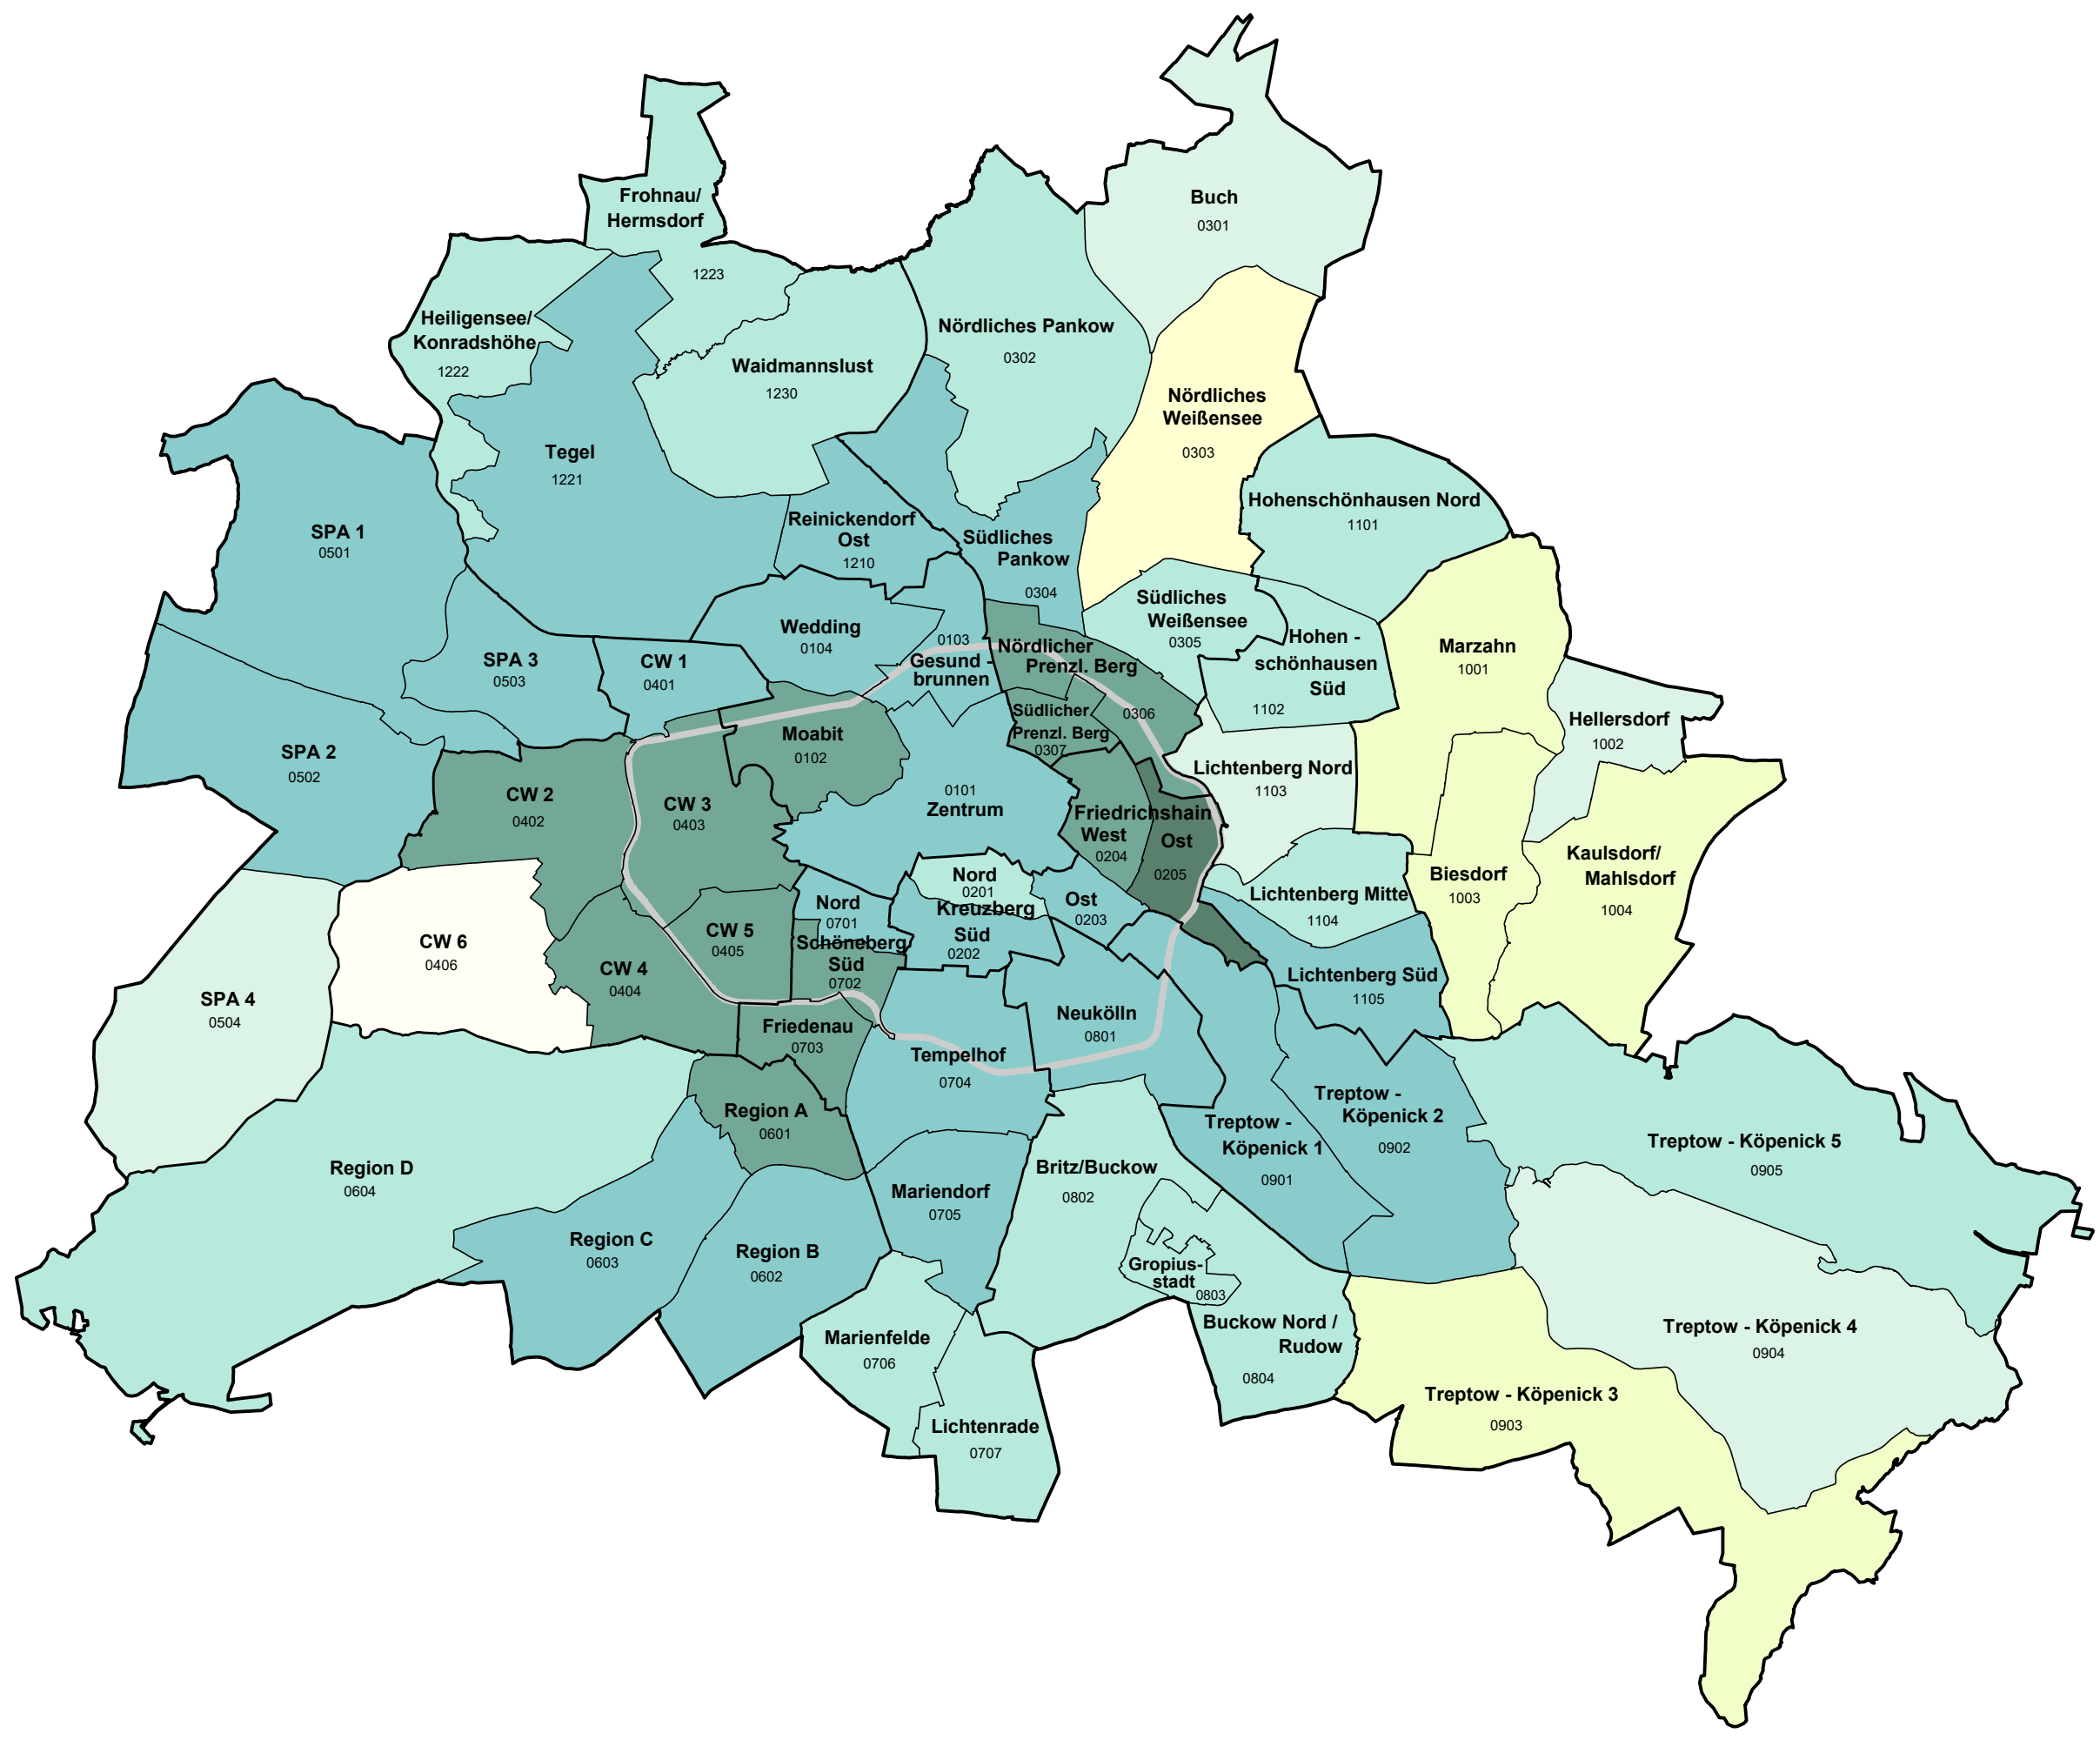 Buch
0301
Frohnau/
Hermsdorf
1223
Heiligensee/
Konradshöhe
1222
Nördliches Pankow
0302
Waidmannslust
1230
Nördliches
Weißensee
0303
Tegel
1221
Hohenschönhausen Nord
1101
SPA 1
0501
Reinickendorf
Ost
1210
Südliches
Pankow
0304
Südliches
Weißensee
0305
Wedding
0104
0103
Gesund -
brunnen
Nördlicher
Prenzl. Berg
0306
Hohen -
schönhausen
Süd
1102
Marzahn
1001
SPA 3
0503
CW 1
0401
Hellersdorf
1002
Südlicher
Prenzl. Berg
0307
Moabit
0102
SPA 2
0502
Lichtenberg Nord
1103
CW 2
0402
CW 3
0403
0101
Zentrum
Friedrichshain
West
0204
Ost
0205
Kaulsdorf/
Mahlsdorf
1004
Biesdorf
1003
Nord
0201
Kreuzberg
Süd
0202
Ost
0203
Lichtenberg Mitte
1104
Nord
0701
Schöneberg
Süd
0702
CW 5
0405
CW 6
0406
CW 4
0404
Lichtenberg Süd
1105
SPA 4
0504
Neukölln
0801
Friedenau
0703
Tempelhof
0704
Region A
0601
Treptow -
Köpenick 2
0902
Treptow -
Köpenick 1
0901
Treptow - Köpenick 5
0905
Region D
0604
Britz/Buckow
0802
Mariendorf
0705
Region C
0603
Region B
0602
Gropius-
stadt
0803
Buckow Nord /
Rudow
0804
Treptow - Köpenick 4
0904
Marienfelde
0706
Treptow - Köpenick 3
0903
Lichtenrade
0707